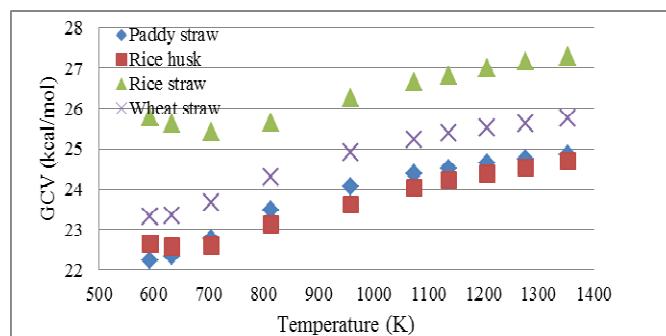 28
27
26
25
24
23
22
GCV (kcal/mol)
Paddy straw
Rice husk
Rice straw
Wheat straw
500 600 700 800 900 1000 1100 1200 1300 1400
Temperature (K)